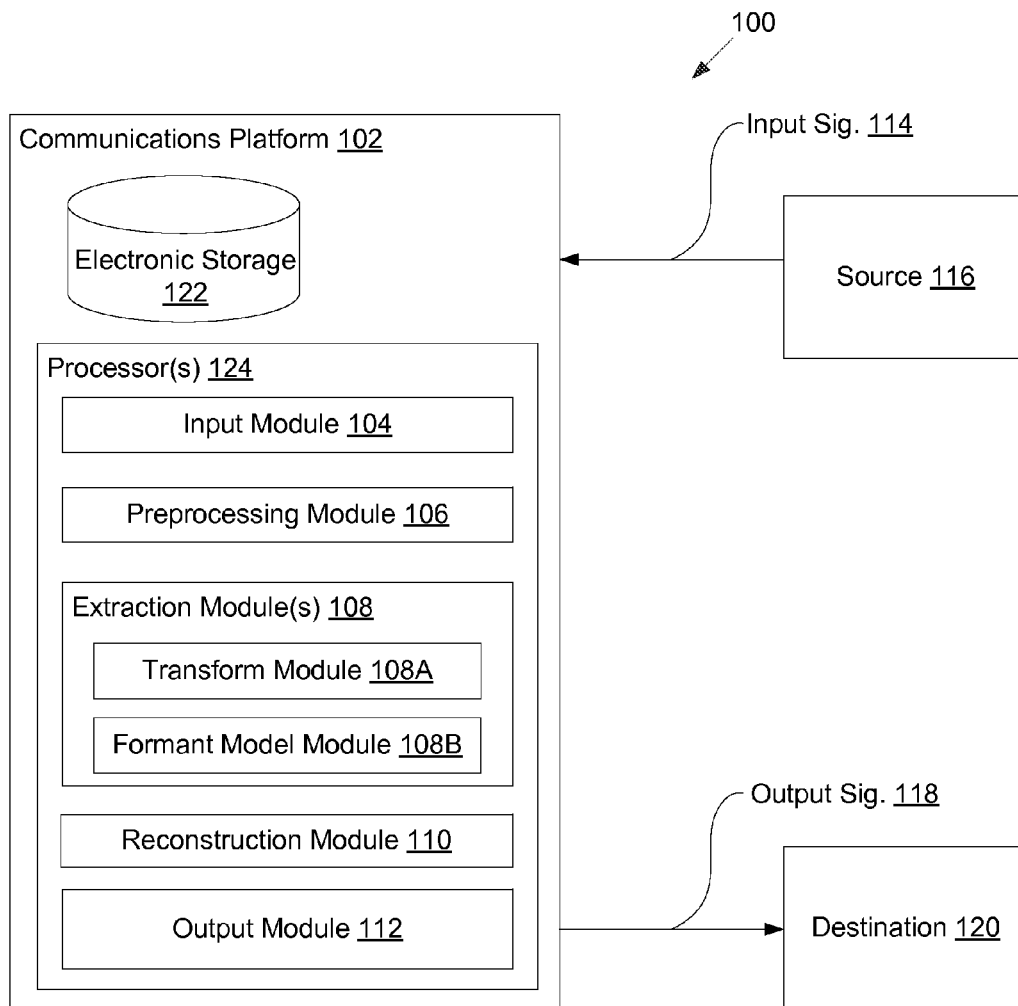 100
Communications Platform 102
Input Sig. 114
Electronic Storage
122
Source 116
Processor(s) 124
Input Module 104
Preprocessing Module 106
Extraction Module(s) 108
Transform Module 108A
Formant Model Module 108B
Output Sig. 118
Reconstruction Module 110
Output Module 112
Destination 120